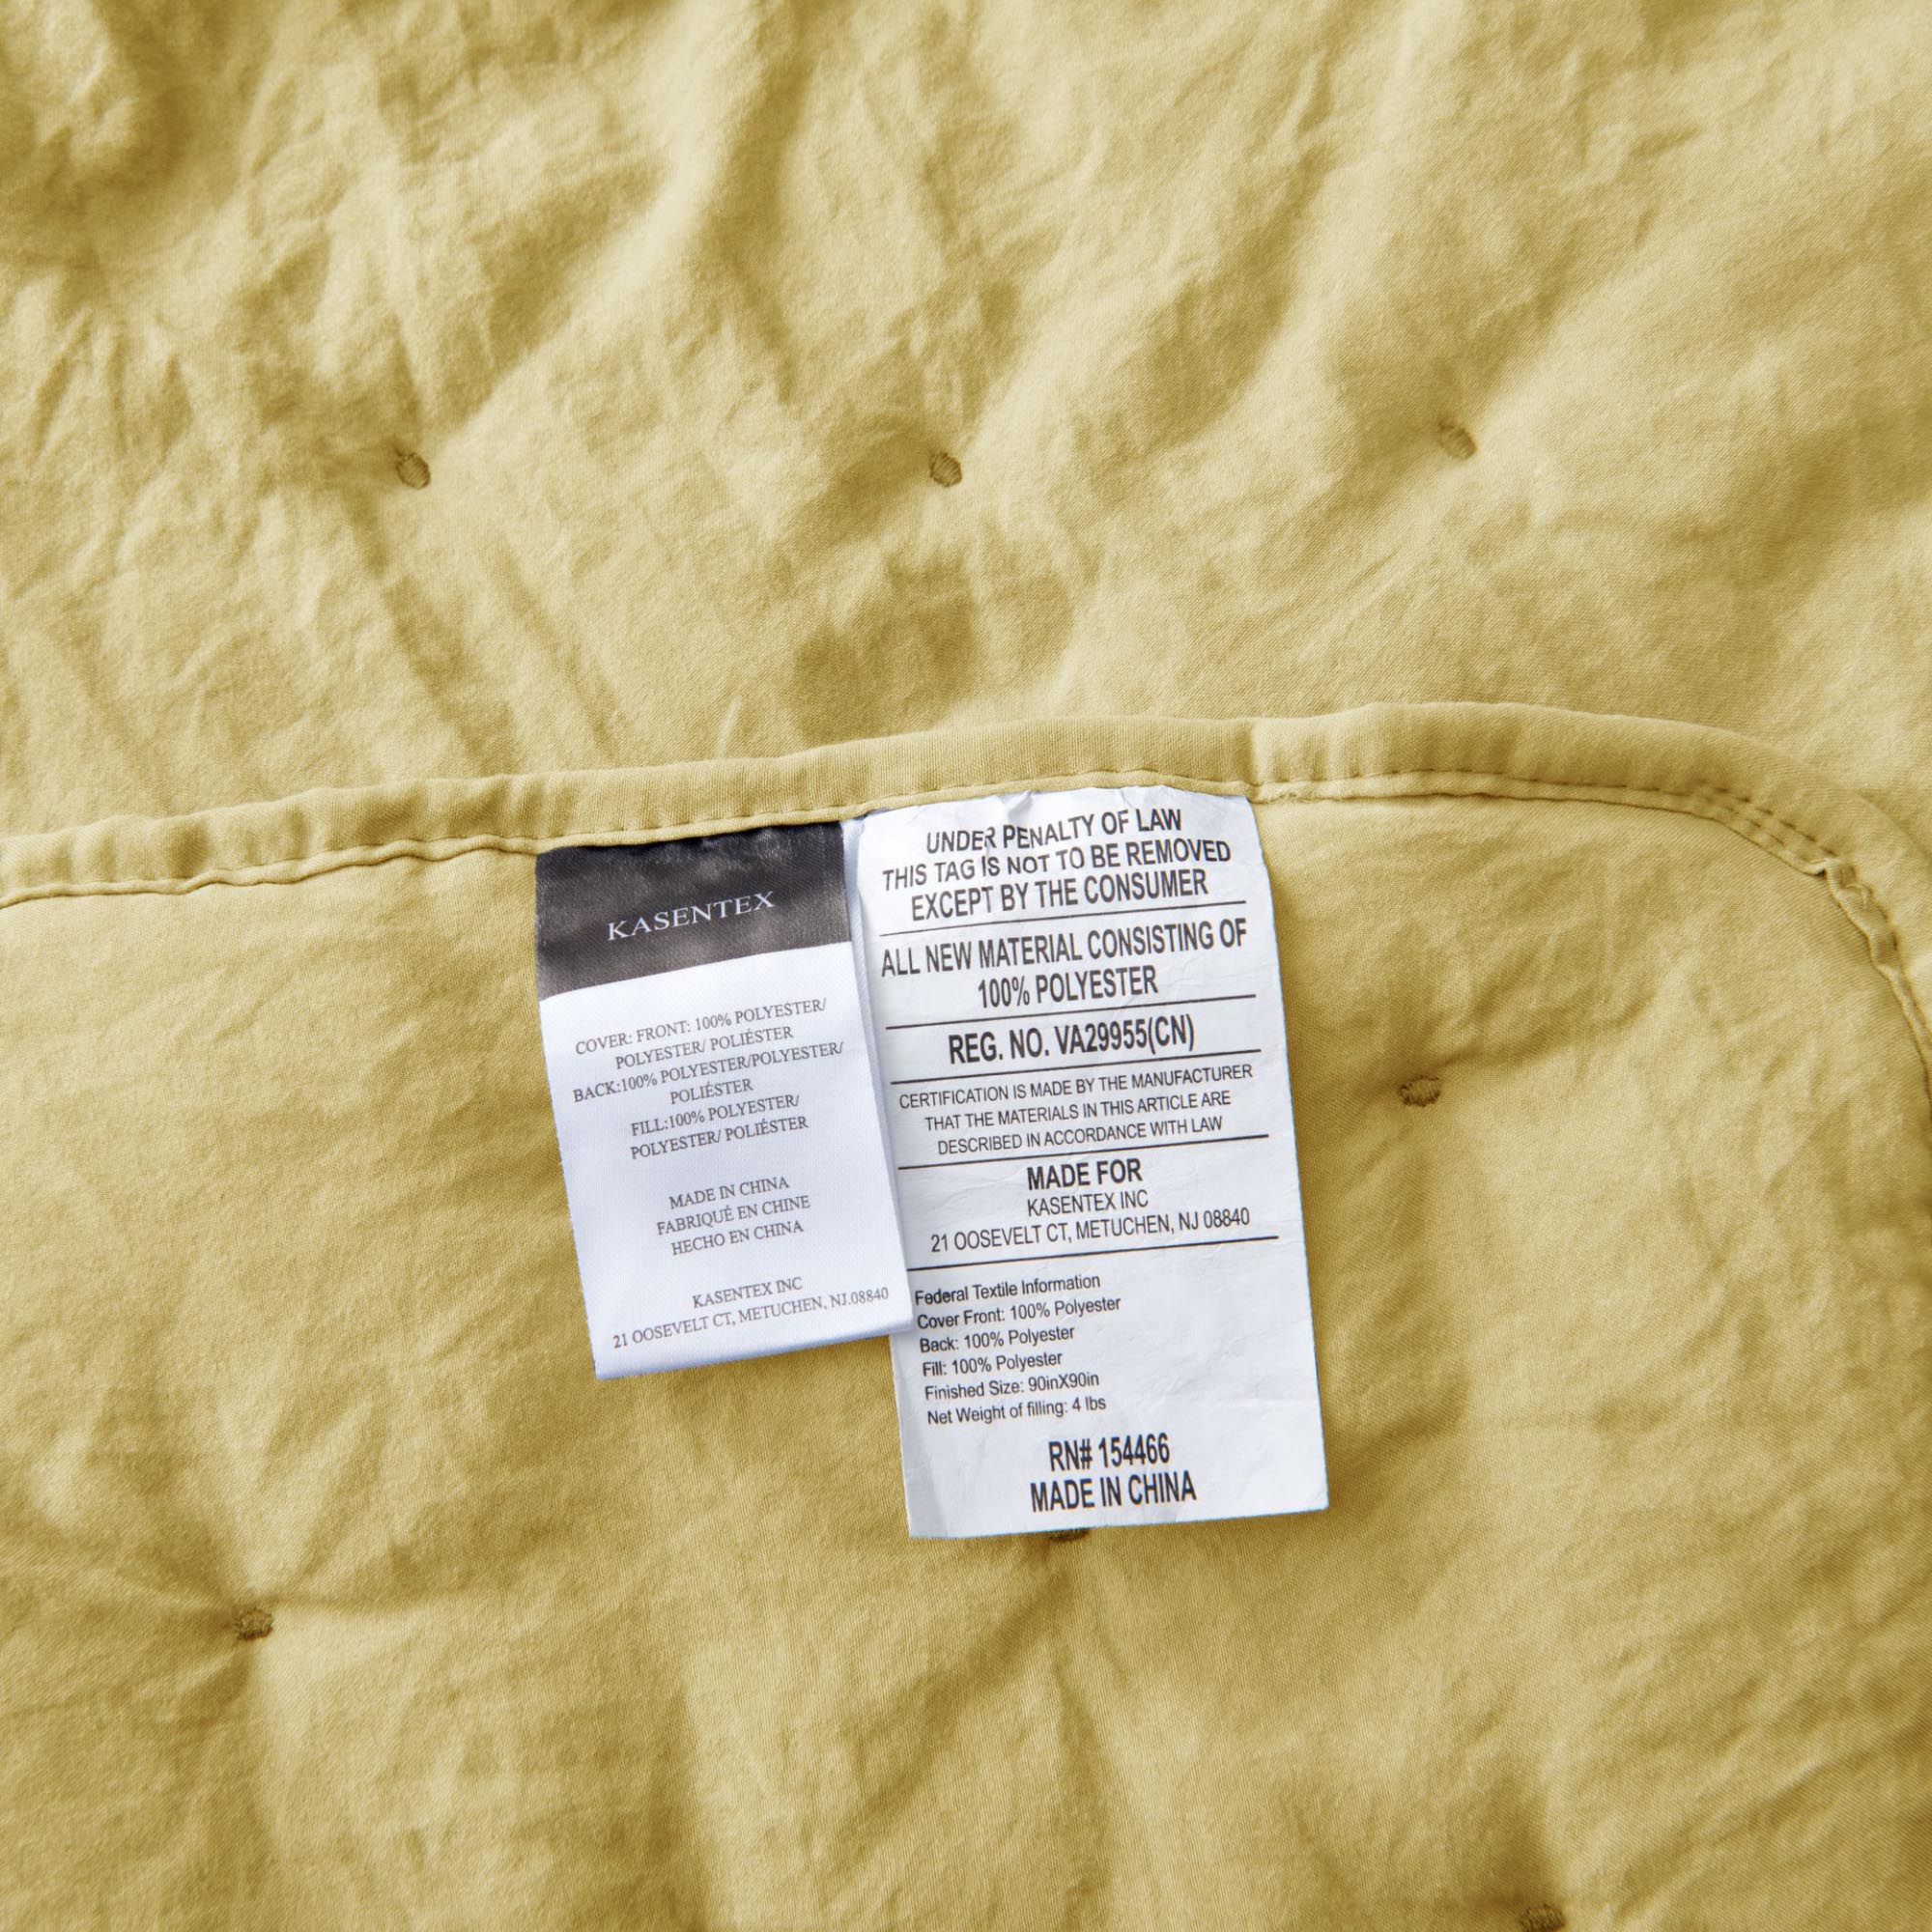 KASENTEX
COVER: FRONT: 100% POLYESTER/
POLYESTER/ POLIÉSTER
BACK:100% POLYESTER/POLYESTER/
POLIÉSTER
FILL:100% POLYESTER/
POLYESTER/ POLIÉSTER
MADE IN CHINA
FABRIQUÉ EN CHINE
HECHO EN CHINA
KASENTEX INC
21 OOSEVELT CT, METUCHEN, NJ.08840
UNDER PENALTY OF LAW
THIS TAG IS NOT TO BE REMOVED
EXCEPT BY THE CONSUMER
ALL NEW MATERIAL CONSISTING OF
100% POLYESTER
REG. NO. VA29955(CN)
CERTIFICATION IS MADE BY THE MANUFACTURER
THAT THE MATERIALS IN THIS ARTICLE ARE
DESCRIBED IN ACCORDANCE WITH LAW
MADE FOR
KASENTEX INC
21 OOSEVELT CT, METUCHEN, NJ 08840
Federal Textile Information
Cover Front: 100% Polyester
Back: 100% Polyester
Fill: 100% Polyester
Finished Size: 90inX90in
Net Weight of filling: 4 lbs
RN# 154466
MADE IN CHINA